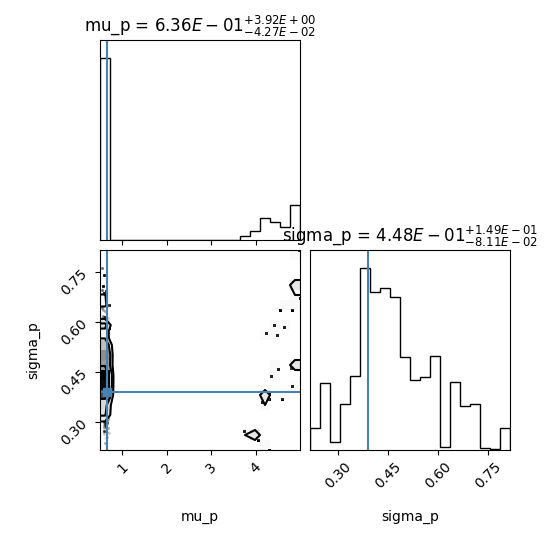 mu_p = 6.36E − 01+3.92E + 00 −4.27E − 02
sigma_p = 4.48E − 01+1.49E − 01 −8.11E − 02
sigma_p
0.75
0.60
0.45
0.30
1 2 3 4
mu_p
0.30 0.45 0.60 0.75
sigma_p